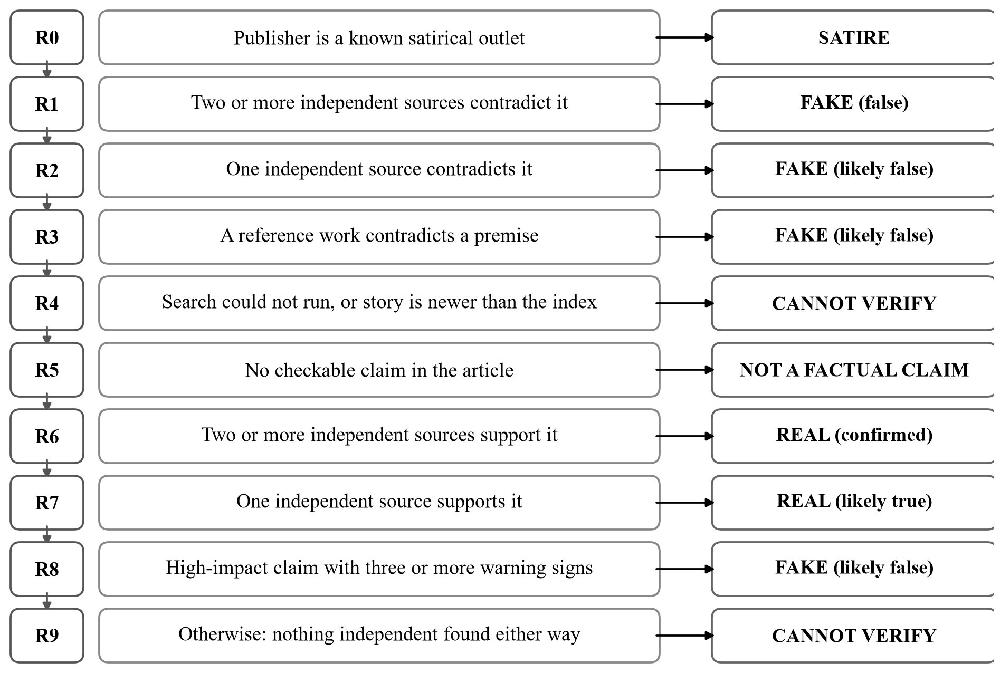 R0 Publisher is a known satirical outlet SATIRE
R1 Two or more independent sources contradict it FAKE (false)
R2 One independent source contradicts it FAKE (likely false)
R3 A reference work contradicts a premise FAKE (likely false)
R4 Search could not run, or story is newer than the index CANNOT VERIFY
R5 No checkable claim in the article NOT A FACTUAL CLAIM
R6 Two or more independent sources support it REAL (confirmed)
R7 One independent source supports it REAL (likely true)
R8 High-impact claim with three or more warning signs FAKE (likely false)
R9 Otherwise: nothing independent found either way CANNOT VERIFY